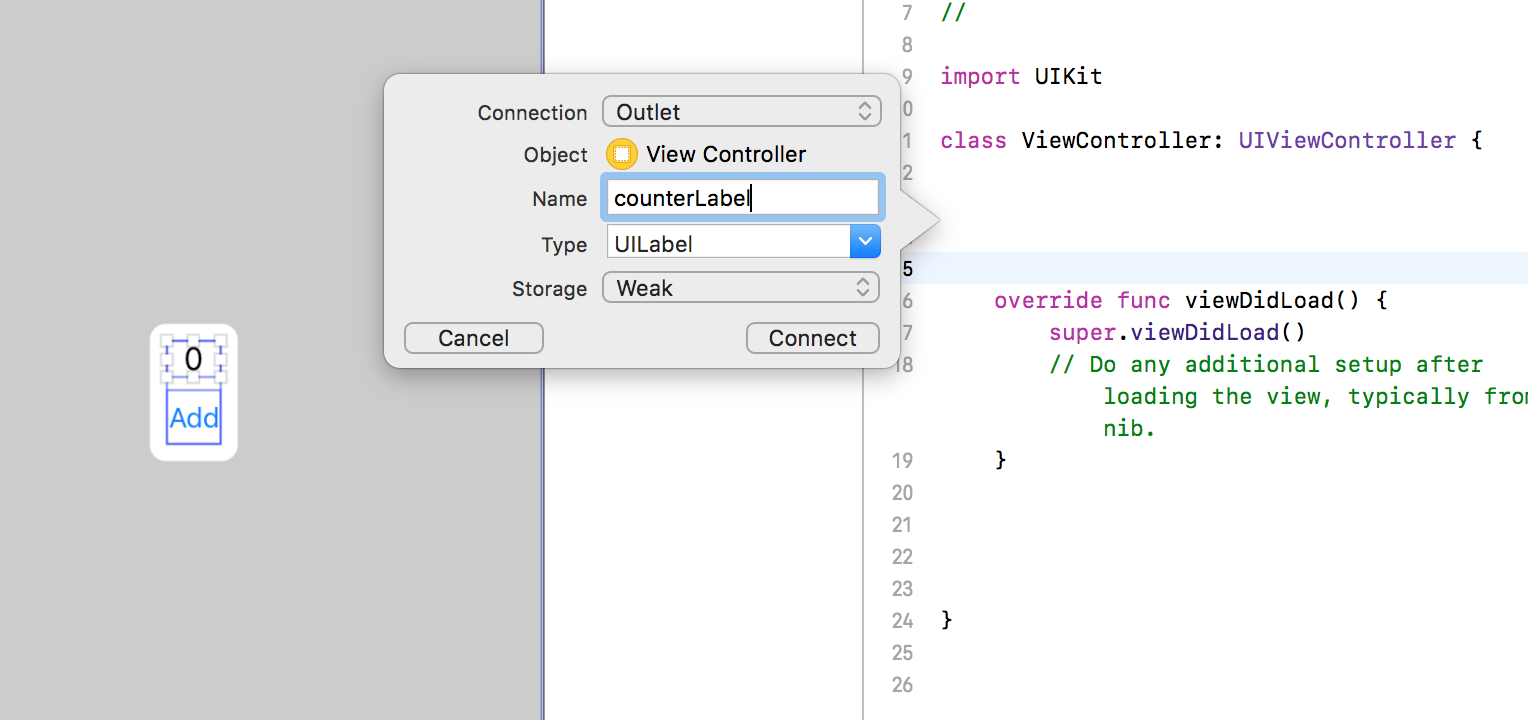 0
Add
Connection Outlet
Object View Controller
Name counterLabel
Type UILabel
Storage Weak
Cancel Connect
7 //
8
9 import UIKit
0
1 class ViewController: UIViewController {
2
5
6 override func viewDidLoad() {
7 super.viewDidLoad()
18 // Do any additional setup after
loading the view, typically from
nib.
19 }
20
21
22
23
24 }
25
26